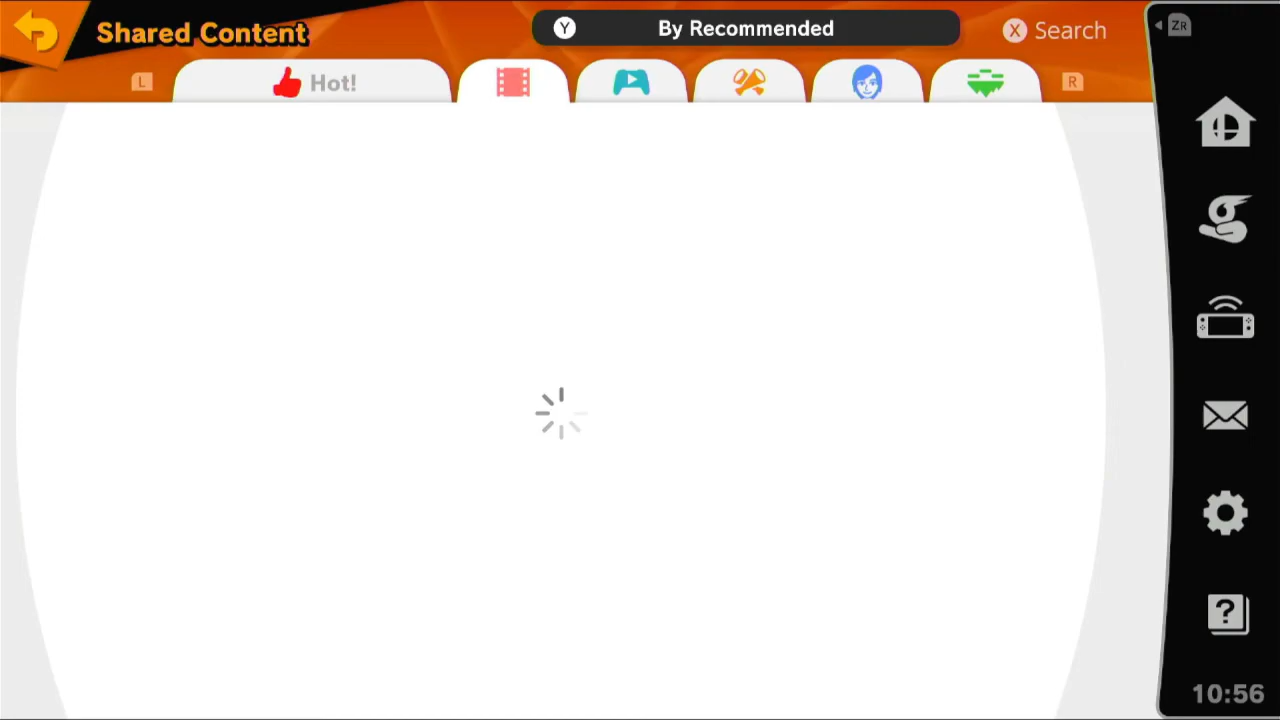 Shared Content
Y By Recommended
X Search
ZR
L
Hot!
R
?
10:56